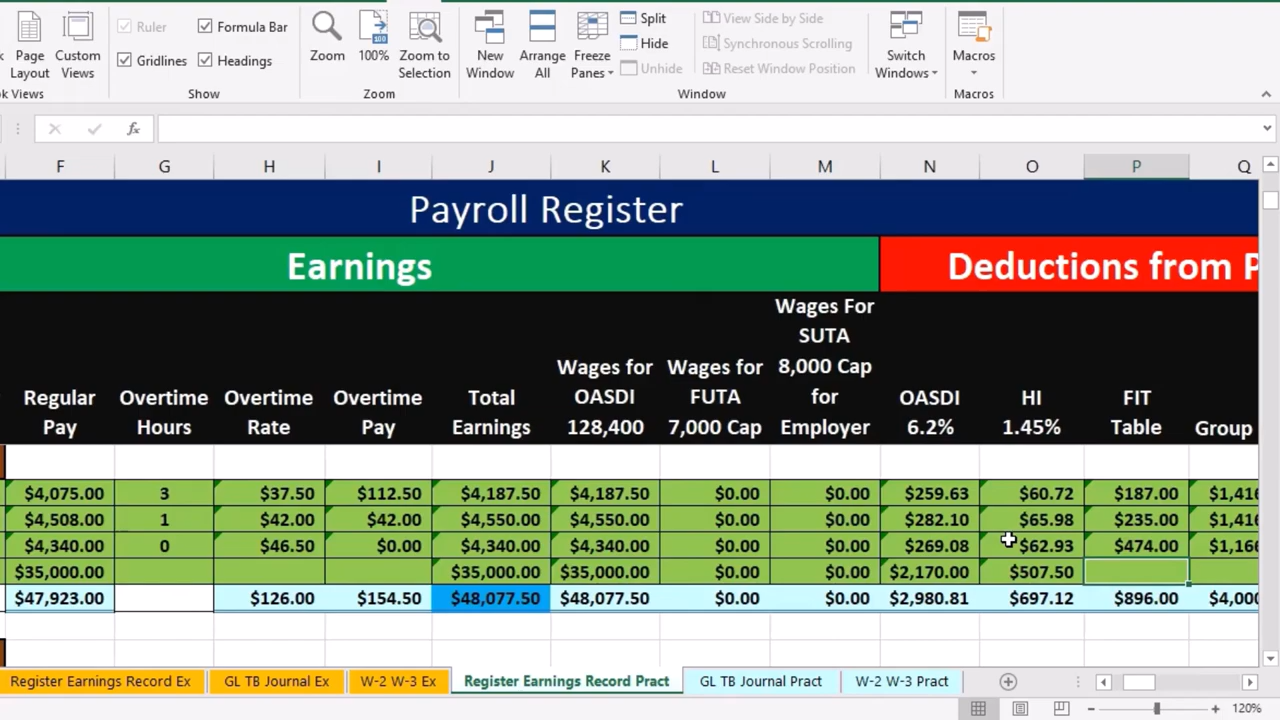 Ruler
Formula Bar
Gridlines
Headings
Show
Page
Layout
Custom
Views
k Views
Zoom
100%
Zoom to
Selection
Zoom
New
Window
Arrange
All
Freeze
Panes
Split
Hide
Unhide
View Side by Side
Synchronous Scrolling
Reset Window Position
Window
Switch
Windows
Macros
Macros
fx
F G H I J K L M N O P Q
Payroll Register
Earnings
Deductions from P
Regular
Pay
Overtime
Hours
Overtime
Rate
Overtime
Pay
Total
Earnings
Wages for
OASDI
128,400
Wages for
FUTA
7,000 Cap
Wages For
SUTA
8,000 Cap
for
Employer
OASDI
6.2%
HI
1.45%
FIT
Table
Group
$4,075.00 3 $37.50 $112.50 $4,187.50 $4,187.50 $0.00 $0.00 $259.63 $60.72 $187.00 $1,416
$4,508.00 1 $42.00 $42.00 $4,550.00 $4,550.00 $0.00 $0.00 $282.10 $65.98 $235.00 $1,416
$4,340.00 0 $46.50 $0.00 $4,340.00 $4,340.00 $0.00 $0.00 $269.08 $62.93 $474.00 $1,166
$35,000.00 $35,000.00 $35,000.00 $0.00 $0.00 $2,170.00 $507.50
$47,923.00 $126.00 $154.50 $48,077.50 $48,077.50 $0.00 $0.00 $2,980.81 $697.12 $896.00 $4,000
Register Earnings Record Ex GL TB Journal Ex W-2 W-3 Ex Register Earnings Record Pract GL TB Journal Pract W-2 W-3 Pract
120%